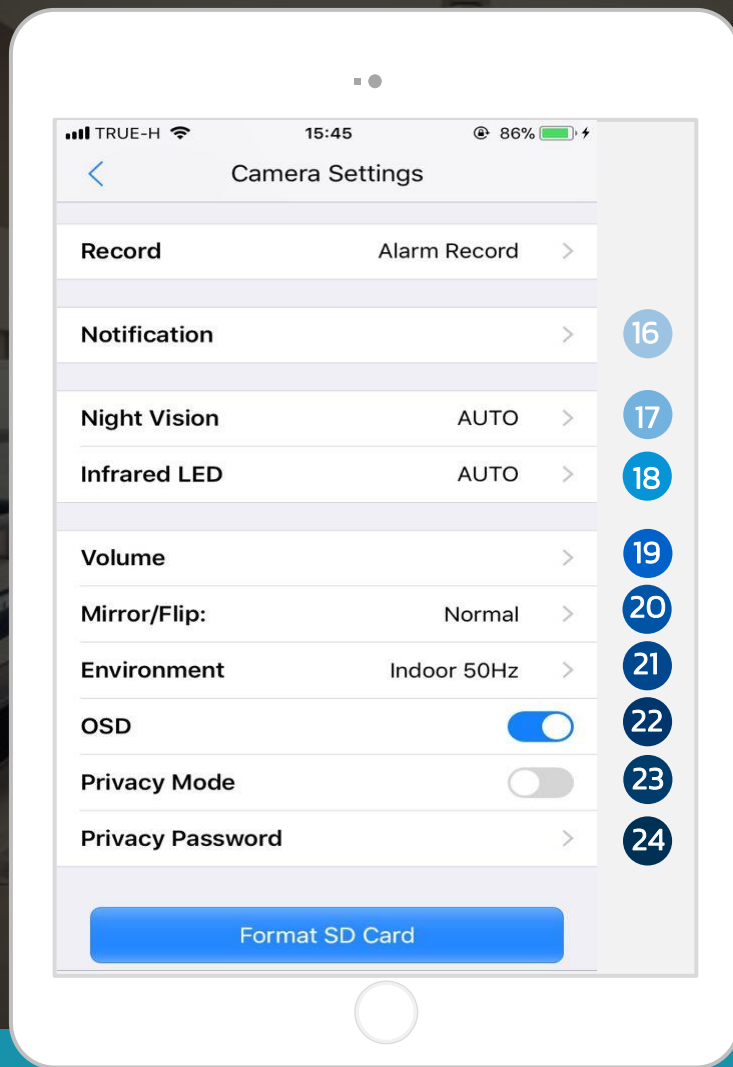 TRUE-H 15:45 86%
Camera Settings
Record Alarm Record
Notification 16
Night Vision AUTO 17
Infrared LED AUTO 18
Volume 19
Mirror/Flip: Normal 20
Environment Indoor 50Hz 21
OSD 22
Privacy Mode 23
Privacy Password 24
Format SD Card